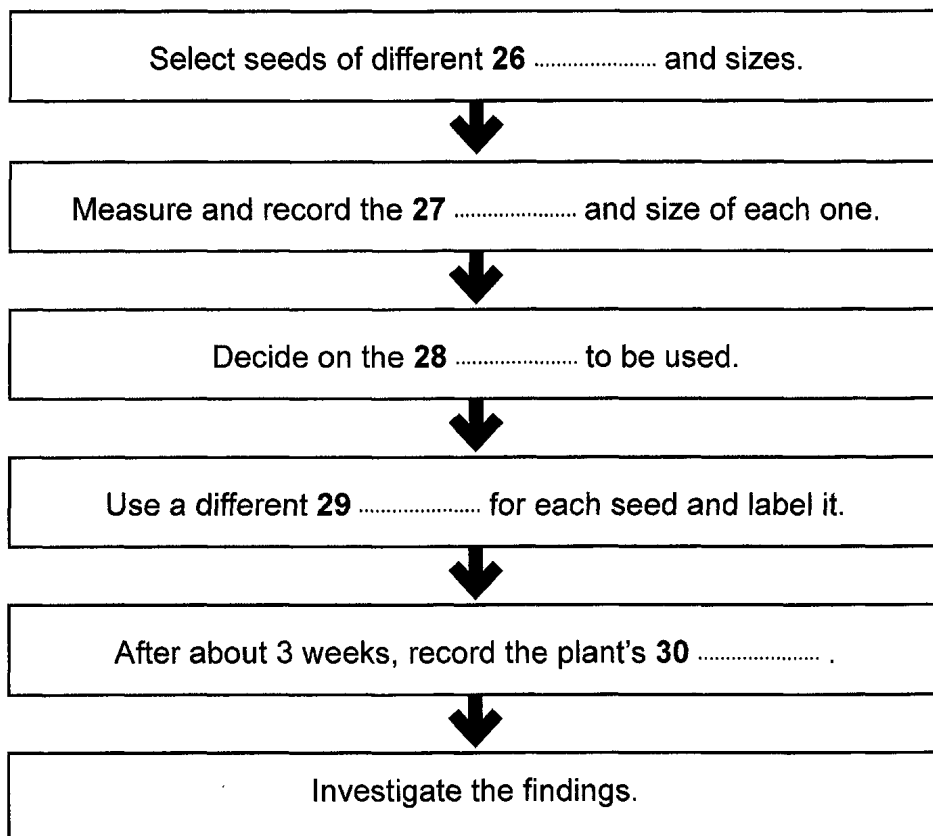 Select seeds of different 26 ........................ and sizes.
Measure and record the 27 ........................ and size of each one.
Decide on the 28 ........................ to be used.
Use a different 29 ........................ for each seed and label it.
After about 3 weeks, record the plant's 30 ........................ .
Investigate the findings.